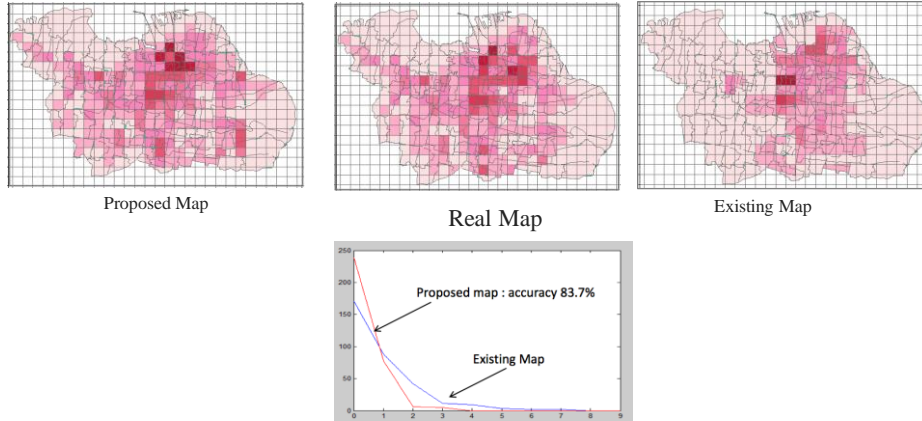 Proposed Map
Real Map
Existing Map
250
200
150
100
50
0
Proposed map : accuracy 83.7%
Existing Map
0 1 2 3 4 5 6 7 8 9